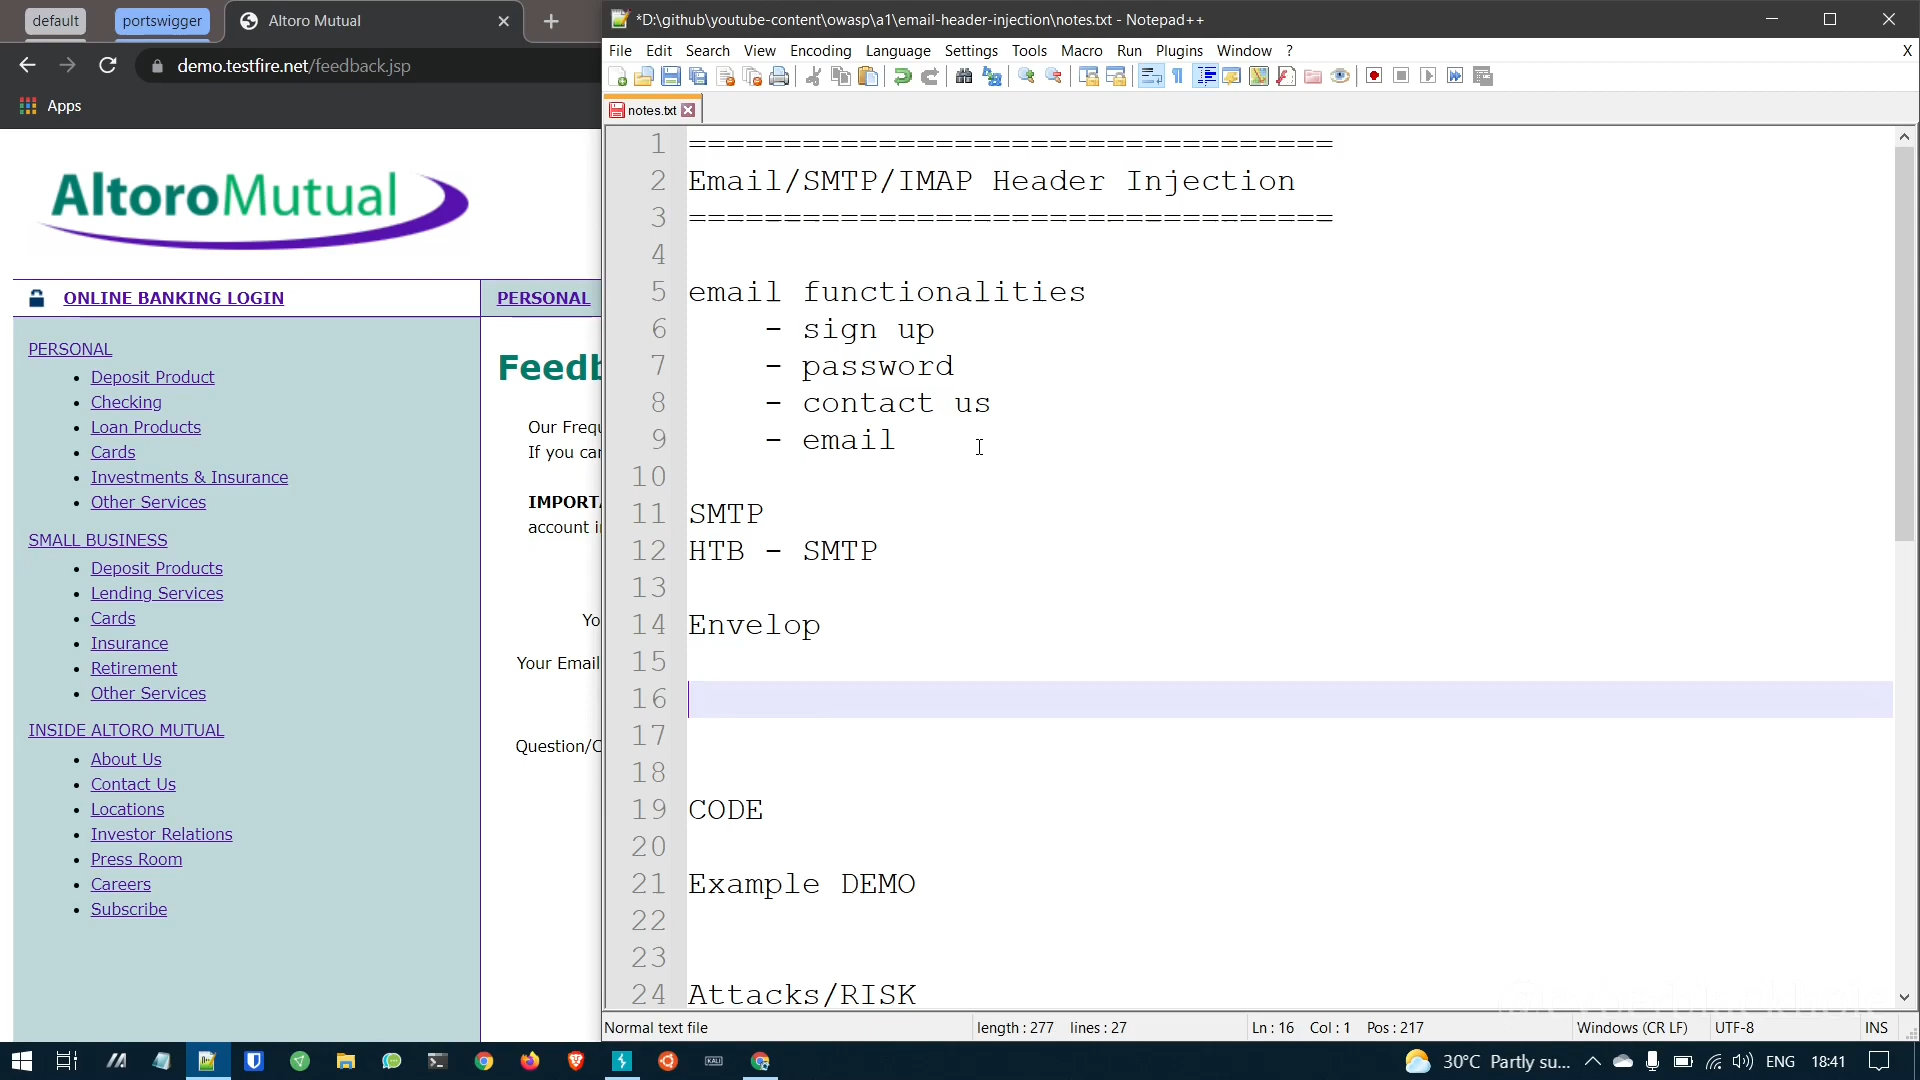 default
portswigger
Altoro Mutual
demo.testfire.net/feedback.jsp
Apps
AltoroMutual
ONLINE BANKING LOGIN
PERSONAL
PERSONAL
Deposit Product
Checking
Loan Products
Cards
Investments & Insurance
Other Services
SMALL BUSINESS
Deposit Products
Lending Services
Cards
Insurance
Retirement
Other Services
INSIDE ALTORO MUTUAL
About Us
Contact Us
Locations
Investor Relations
Press Room
Careers
Subscribe
Feedb
Our Frequ
If you can
IMPORTA
account in
Yo
Your Email
Question/C
*D:\github\youtube-content\owasp\a1\email-header-injection\notes.txt - Notepad++
File Edit Search View Encoding Language Settings Tools Macro Run Plugins Window ? X
notes.txt
1 ==================================
2 Email/SMTP/IMAP Header Injection
3 ==================================
4
5 email functionalities
6 - sign up
7 - password
8 - contact us
9 - email
10
11 SMTP
12 HTB - SMTP
13
14 Envelop
15
16
17
18
19 CODE
20
21 Example DEMO
22
23
24 Attacks/RISK
Normal text file length : 277 lines : 27 Ln : 16 Col : 1 Pos : 217 Windows (CR LF) UTF-8 INS
30°C Partly su... ENG 18:41